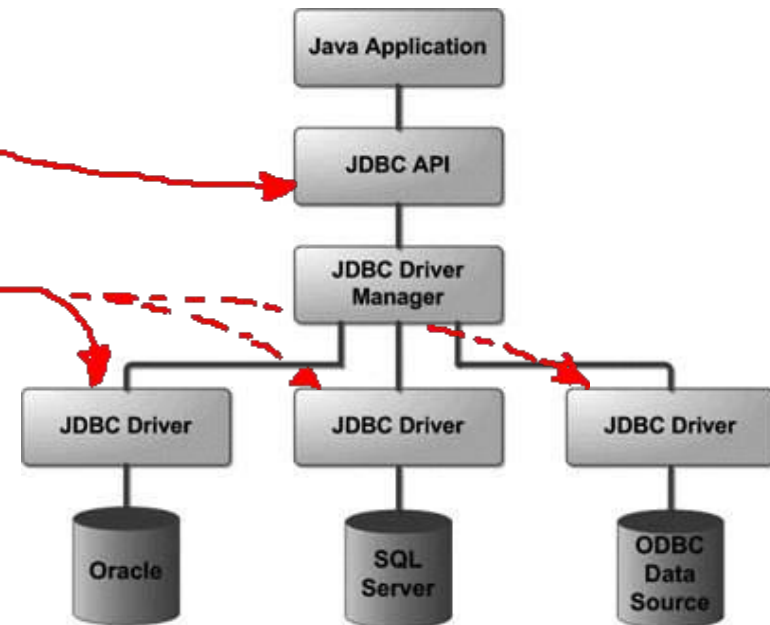 Java Application
JDBC API
JDBC Driver
Manager
JDBC Driver
JDBC Driver
JDBC Driver
Oracle
SQL
Server
ODBC
Data
Source